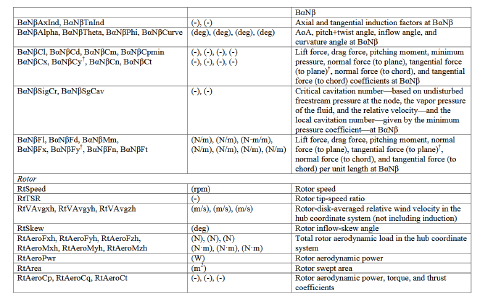 BαNβ
BαNβAxInd, BαNβTnInd (-), (-) Axial and tangential induction factors at BαNβ
BαNβAlpha, BαNβTheta, BαNβPhi, BαNβCurve (deg), (deg), (deg), (deg) AoA, pitch+twist angle, inflow angle, and
curvature angle at BαNβ
BαNβCl, BαNβCd, BαNβCm, BαNβCpmin (-), (-), (-), (-) Lift force, drag force, pitching moment, minimum
BαNβCx, BαNβCy†, BαNβCn, BαNβCt (-), (-), (-), (-) pressure, normal force (to plane), tangential force
(to plane)†, normal force (to chord), and tangential
force (to chord) coefficients at BαNβ
BαNβSigCr, BαNβSgCav (-), (-) Critical cavitation number—based on undisturbed
freestream pressure at the node, the vapor pressure
of the fluid, and the relative velocity—and the
local cavitation number—given by the minimum
pressure coefficient—at BαNβ
BαNβFl, BαNβFd, BαNβMm, (N/m), (N/m), (N·m/m), Lift force, drag force, pitching moment, normal
BαNβFx, BαNβFy†, BαNβFn, BαNβFt (N/m), (N/m), (N/m), (N/m) force (to plane), tangential force (to plane)†,
normal force (to chord), and tangential force (to
chord) per unit length at BαNβ
Rotor
RtSpeed (rpm) Rotor speed
RtTSR (-) Rotor tip-speed ratio
RtVAvgxh, RtVAvgyh, RtVAvgzh (m/s), (m/s), (m/s) Rotor-disk-averaged relative wind velocity in the
hub coordinate system (not including induction)
RtSkew (deg) Rotor inflow-skew angle
RtAeroFxh, RtAeroFyh, RtAeroFzh, (N), (N), (N) Total rotor aerodynamic load in the hub coordinate
RtAeroMxh, RtAeroMyh, RtAeroMzh (N·m), (N·m), (N·m) system
RtAeroPwr (W) Rotor aerodynamic power
RtArea (m²) Rotor swept area
RtAeroCp, RtAeroCq, RtAeroCt (-), (-), (-) Rotor aerodynamic power, torque, and thrust
coefficients